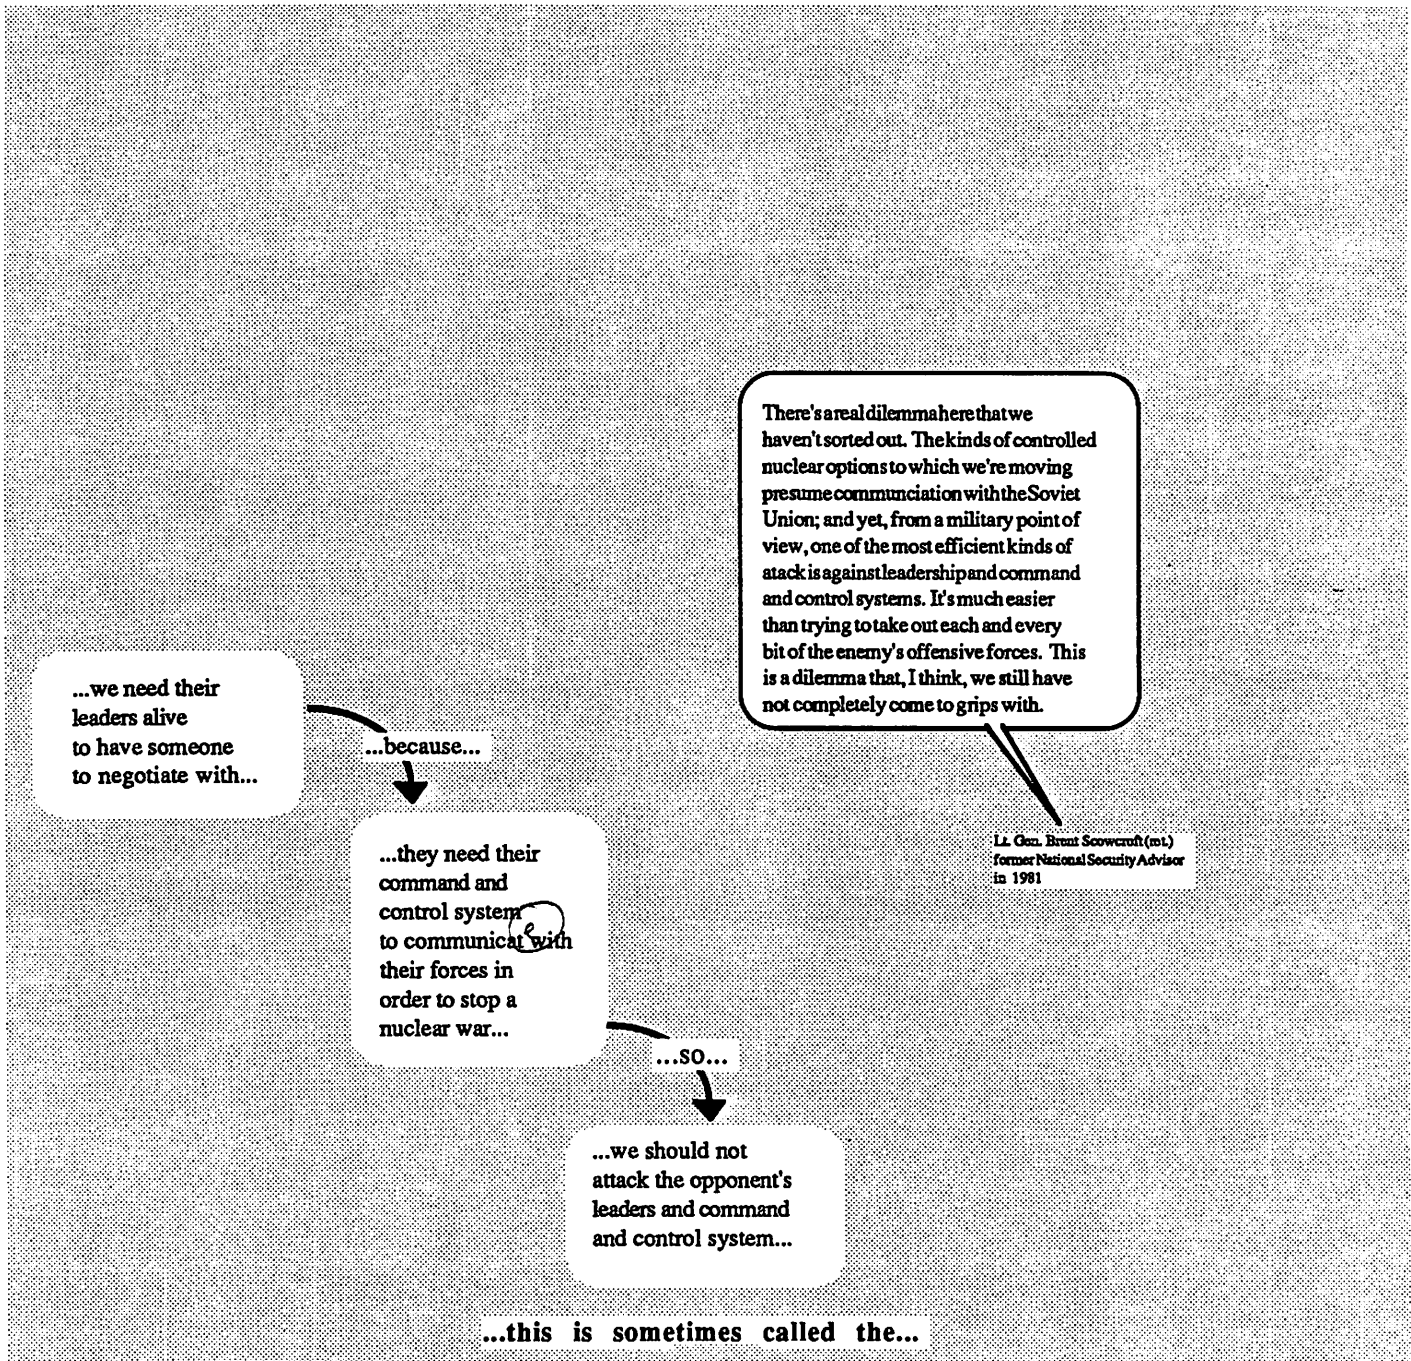 There's a real dilemma here that we
haven't sorted out. The kinds of controlled
nuclear options to which we're moving
presume communciation with the Soviet
Union; and yet, from a military point of
view, one of the most efficient kinds of
atack is against leadership and command
and control systems. It's much easier
than trying to take out each and every
bit of the enemy's offensive forces. This
is a dilemma that, I think, we still have
not completely come to grips with.
Lt. Gen. Brent Scowcroft (ret.)
former National Security Advisor
in 1981
...we need their
leaders alive
to have someone
to negotiate with...
...because...
...they need their
command and
control system
e
to communicat with
their forces in
order to stop a
nuclear war...
...so...
...we should not
attack the opponent's
leaders and command
and control system...
...this is sometimes called the...